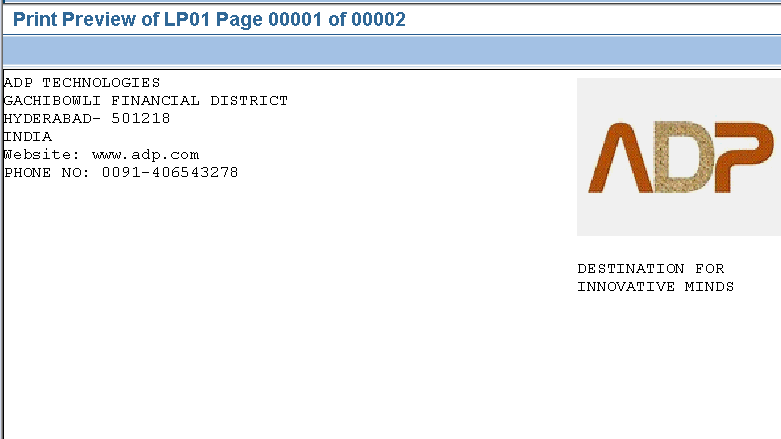 Print Preview of LP01 Page 00001 of 00002
ADP TECHNOLOGIES
GACHIBOWLI FINANCIAL DISTRICT
HYDERABAD- 501218
INDIA
Website: www.adp.com
PHONE NO: 0091-406543278
ADP
DESTINATION FOR
INNOVATIVE MINDS